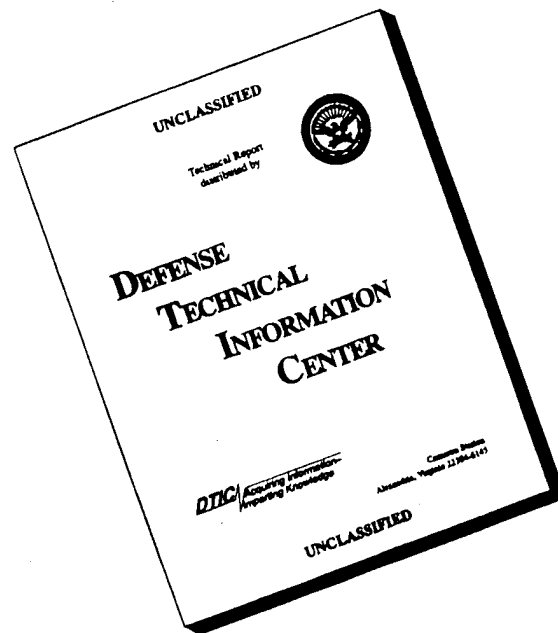 UNCLASSIFIED
Technical Report
distributed by
DEFENSE
TECHNICAL
INFORMATION
CENTER
DTIC Acquiring Information-
Imparting Knowledge
Cameron Station
Alexandria, Virginia 22304-6145
UNCLASSIFIED